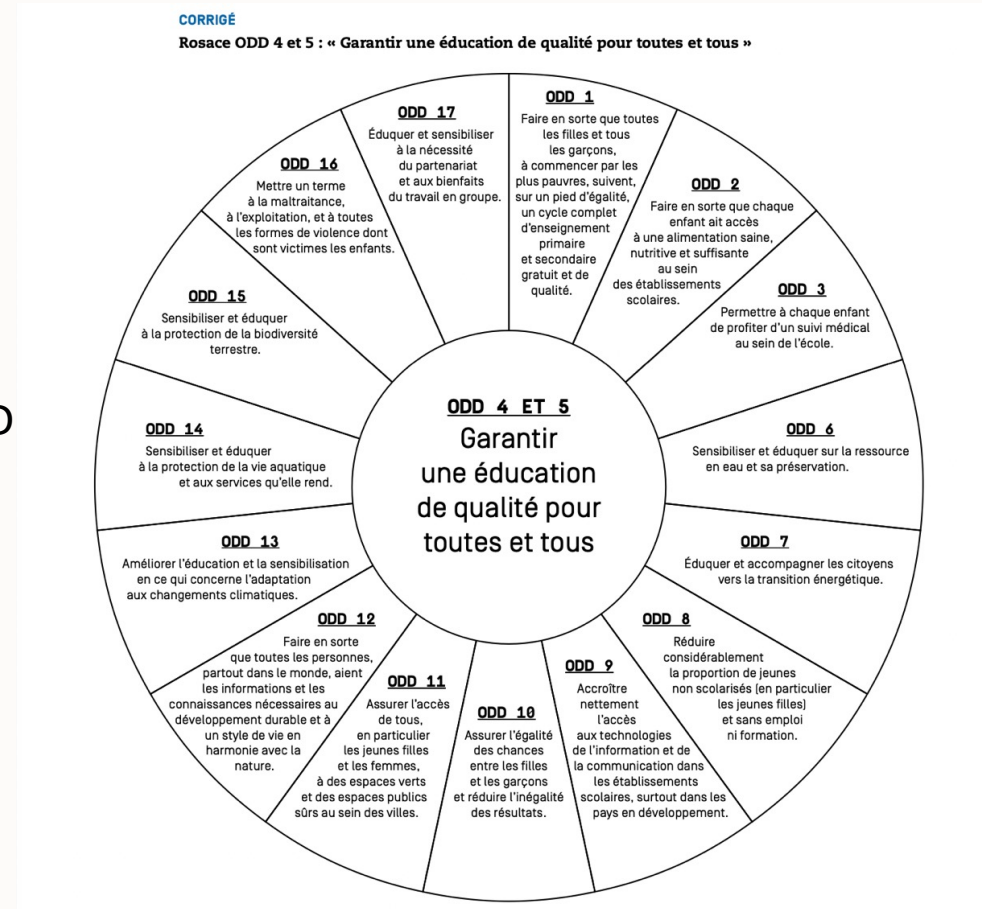 CORRIGÉ
Rosace ODD 4 et 5 : « Garantir une éducation de qualité pour toutes et tous »
ODD 1
Faire en sorte que toutes
les filles et tous
les garçons,
à commencer par les
plus pauvres, suivent,
sur un pied d'égalité,
un cycle complet
d'enseignement
primaire
et secondaire
gratuit et de
qualité.
ODD 2
Faire en sorte que chaque
enfant ait accès
à une alimentation saine,
nutritive et suffisante
au sein
des établissements
scolaires.
ODD 3
Permettre à chaque enfant
de profiter d'un suivi médical
au sein de l'école.
ODD 6
Sensibiliser et éduquer sur la ressource
en eau et sa préservation.
ODD 7
Éduquer et accompagner les citoyens
vers la transition énergétique.
ODD 8
Réduire
considérablement
la proportion de jeunes
non scolarisés (en particulier
les jeunes filles)
et sans emploi
ni formation.
ODD 9
Accroître
nettement
l'accès
aux technologies
de l'information et de
la communication dans
les établissements
scolaires, surtout dans les
pays en développement.
ODD 10
Assurer l'égalité
des chances
entre les filles
et les garçons
et réduire l'inégalité
des résultats.
ODD 11
Assurer l'accès
de tous,
en particulier
les jeunes filles
et les femmes,
à des espaces verts
et des espaces publics
sûrs au sein des villes.
ODD 12
Faire en sorte
que toutes les personnes,
partout dans le monde, aient
les informations et les
connaissances nécessaires au
développement durable et à
un style de vie en
harmonie avec la
nature.
ODD 13
Améliorer l'éducation et la sensibilisation
en ce qui concerne l'adaptation
aux changements climatiques.
ODD 14
Sensibiliser et éduquer
à la protection de la vie aquatique
et aux services qu'elle rend.
ODD 15
Sensibiliser et éduquer
à la protection de la biodiversité
terrestre.
ODD 16
Mettre un terme
à la maltraitance,
à l'exploitation, et à toutes
les formes de violence dont
sont victimes les enfants.
ODD 17
Éduquer et sensibiliser
à la nécessité
du partenariat
et aux bienfaits
du travail en groupe.
ODD 4 ET 5
Garantir
une éducation
de qualité pour
toutes et tous